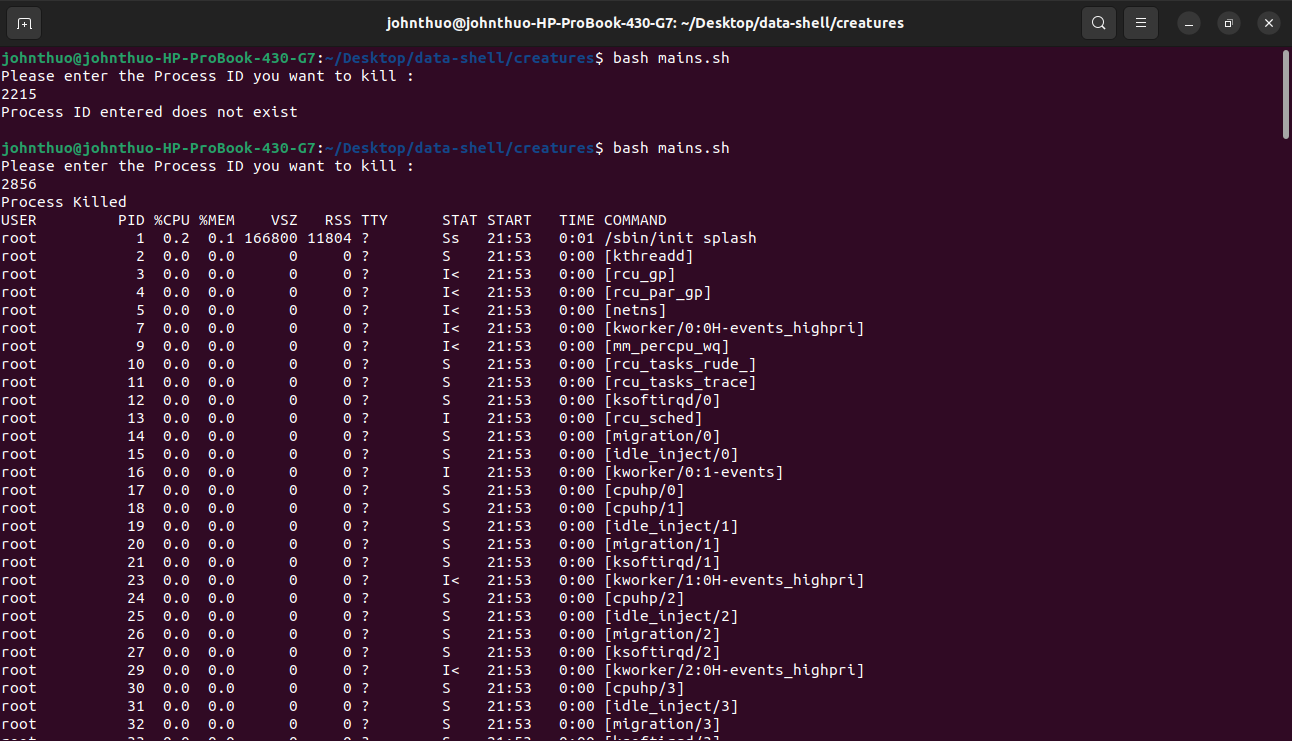 johnthuo@johnthuo-HP-ProBook-430-G7: ~/Desktop/data-shell/creatures
johnthuo@johnthuo-HP-ProBook-430-G7:~/Desktop/data-shell/creatures$ bash mains.sh
Please enter the Process ID you want to kill :
2215
Process ID entered does not exist
johnthuo@johnthuo-HP-ProBook-430-G7:~/Desktop/data-shell/creatures$ bash mains.sh
Please enter the Process ID you want to kill :
2856
Process Killed
USER         PID %CPU %MEM    VSZ   RSS TTY      STAT START   TIME COMMAND
root           1  0.2  0.1 166800 11804 ?        Ss   21:53   0:01 /sbin/init splash
root           2  0.0  0.0      0     0 ?        S    21:53   0:00 [kthreadd]
root           3  0.0  0.0      0     0 ?        I<   21:53   0:00 [rcu_gp]
root           4  0.0  0.0      0     0 ?        I<   21:53   0:00 [rcu_par_gp]
root           5  0.0  0.0      0     0 ?        I<   21:53   0:00 [netns]
root           7  0.0  0.0      0     0 ?        I<   21:53   0:00 [kworker/0:0H-events_highpri]
root           9  0.0  0.0      0     0 ?        I<   21:53   0:00 [mm_percpu_wq]
root          10  0.0  0.0      0     0 ?        S    21:53   0:00 [rcu_tasks_rude_]
root          11  0.0  0.0      0     0 ?        S    21:53   0:00 [rcu_tasks_trace]
root          12  0.0  0.0      0     0 ?        S    21:53   0:00 [ksoftirqd/0]
root          13  0.0  0.0      0     0 ?        I    21:53   0:00 [rcu_sched]
root          14  0.0  0.0      0     0 ?        S    21:53   0:00 [migration/0]
root          15  0.0  0.0      0     0 ?        S    21:53   0:00 [idle_inject/0]
root          16  0.0  0.0      0     0 ?        I    21:53   0:00 [kworker/0:1-events]
root          17  0.0  0.0      0     0 ?        S    21:53   0:00 [cpuhp/0]
root          18  0.0  0.0      0     0 ?        S    21:53   0:00 [cpuhp/1]
root          19  0.0  0.0      0     0 ?        S    21:53   0:00 [idle_inject/1]
root          20  0.0  0.0      0     0 ?        S    21:53   0:00 [migration/1]
root          21  0.0  0.0      0     0 ?        S    21:53   0:00 [ksoftirqd/1]
root          23  0.0  0.0      0     0 ?        I<   21:53   0:00 [kworker/1:0H-events_highpri]
root          24  0.0  0.0      0     0 ?        S    21:53   0:00 [cpuhp/2]
root          25  0.0  0.0      0     0 ?        S    21:53   0:00 [idle_inject/2]
root          26  0.0  0.0      0     0 ?        S    21:53   0:00 [migration/2]
root          27  0.0  0.0      0     0 ?        S    21:53   0:00 [ksoftirqd/2]
root          29  0.0  0.0      0     0 ?        I<   21:53   0:00 [kworker/2:0H-events_highpri]
root          30  0.0  0.0      0     0 ?        S    21:53   0:00 [cpuhp/3]
root          31  0.0  0.0      0     0 ?        S    21:53   0:00 [idle_inject/3]
root          32  0.0  0.0      0     0 ?        S    21:53   0:00 [migration/3]